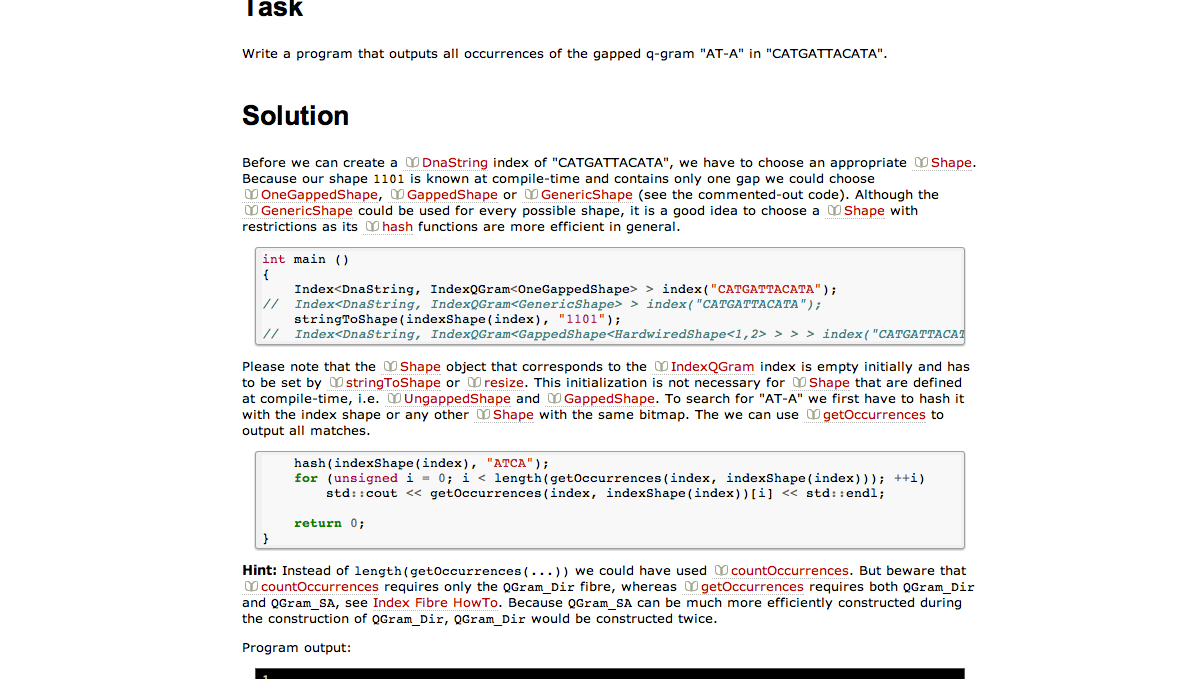 Task
Write a program that outputs all occurrences of the gapped q-gram "AT-A" in "CATGATTACATA".
Solution
Before we can create a DnaString index of "CATGATTACATA", we have to choose an appropriate Shape.
Because our shape 1101 is known at compile-time and contains only one gap we could choose
OneGappedShape, GappedShape or GenericShape (see the commented-out code). Although the
GenericShape could be used for every possible shape, it is a good idea to choose a Shape with
restrictions as its hash functions are more efficient in general.
int main ()
{
    Index<DnaString, IndexQGram<OneGappedShape> > index("CATGATTACATA");
//  Index<DnaString, IndexQGram<GenericShape> > index("CATGATTACATA");
    stringToShape(indexShape(index), "1101");
//  Index<DnaString, IndexQGram<GappedShape<HardwiredShape<1,2> > > > index("CATGATTACAT
Please note that the Shape object that corresponds to the IndexQGram index is empty initially and has
to be set by stringToShape or resize. This initialization is not necessary for Shape that are defined
at compile-time, i.e. UngappedShape and GappedShape. To search for "AT-A" we first have to hash it
with the index shape or any other Shape with the same bitmap. The we can use getOccurrences to
output all matches.
    hash(indexShape(index), "ATCA");
    for (unsigned i = 0; i < length(getOccurrences(index, indexShape(index))); ++i)
        std::cout << getOccurrences(index, indexShape(index))[i] << std::endl;
    return 0;
}
Hint: Instead of length(getOccurrences(...)) we could have used countOccurrences. But beware that
countOccurrences requires only the QGram_Dir fibre, whereas getOccurrences requires both QGram_Dir
and QGram_SA, see Index Fibre HowTo. Because QGram_SA can be much more efficiently constructed during
the construction of QGram_Dir, QGram_Dir would be constructed twice.
Program output: